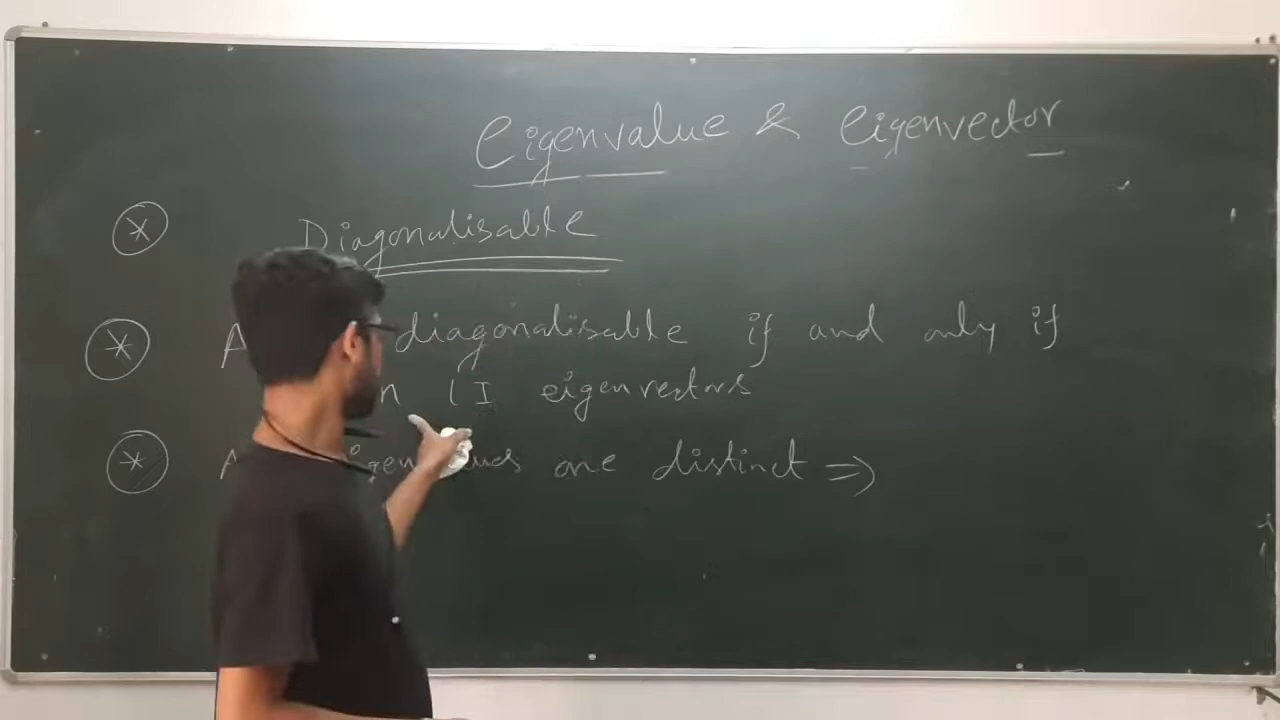 Eigenvalue & Eigenvector
* Diagonalisable
* A diagonalisable if and only if
n LI eigenvectors
* are distinct ⇒